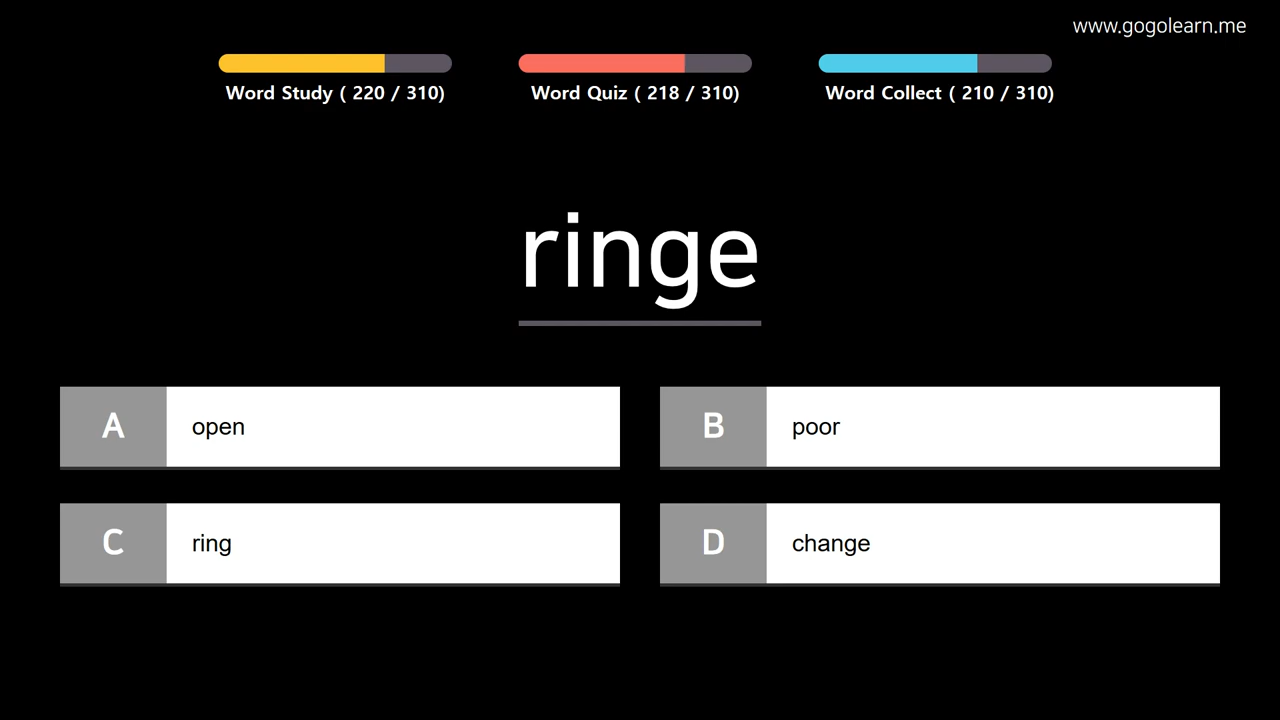 www.gogolearn.me
Word Study ( 220 / 310)
Word Quiz ( 218 / 310)
Word Collect ( 210 / 310)
ringe
A open
B poor
C ring
D change